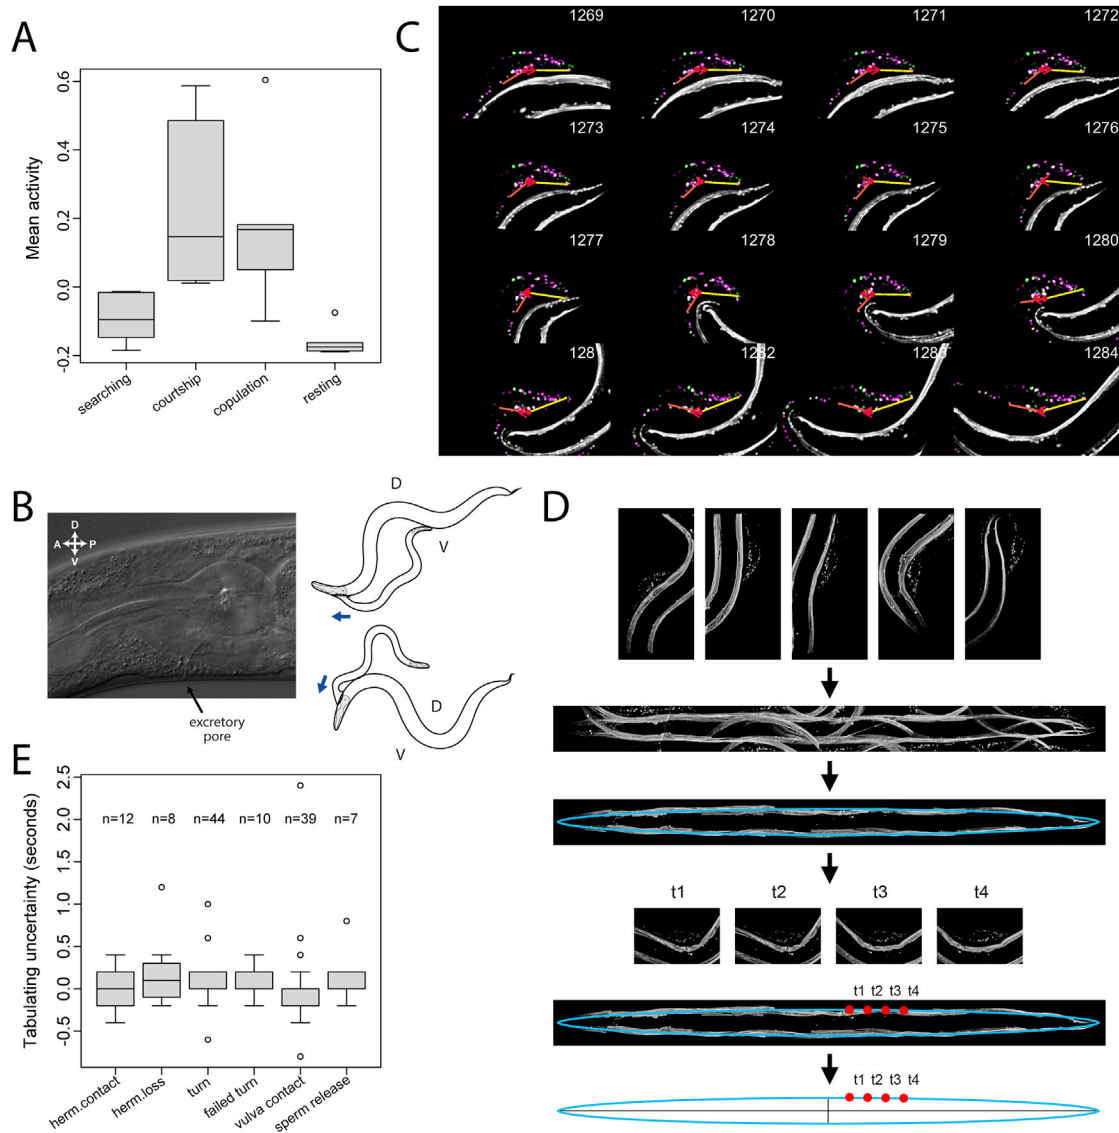 A
Mean activity
0.6
0.4
0.2
0.0
-0.2
searching
courtship
copulation
resting
C
1269 1270 1271 1272
1273 1274 1275 1276
1277 1278 1279 1280
128 1282 1283 1284
B
D
A P
V
excretory
pore
D
V
D
V
D
t1 t2 t3 t4
t1 t2 t3 t4
t1 t2 t3 t4
E
Tabulating uncertainty (seconds)
2.5
2.0
1.5
1.0
0.5
0.0
-0.5
n=12 n=8 n=44 n=10 n=39 n=7
herm.contact
herm.loss
turn
failed turn
vulva contact
sperm release